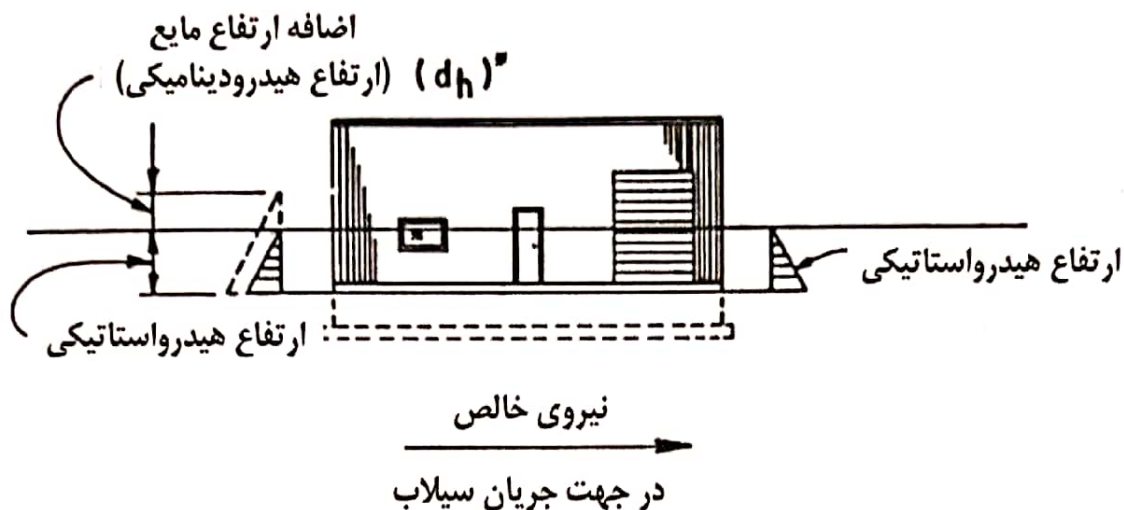 اضافه ارتفاع مایع
(ارتفاع هیدرودینامیکی) (dh)
ارتفاع هیدرواستاتیکی
ارتفاع هیدرواستاتیکی
نیروی خالص
در جهت جریان سیلاب